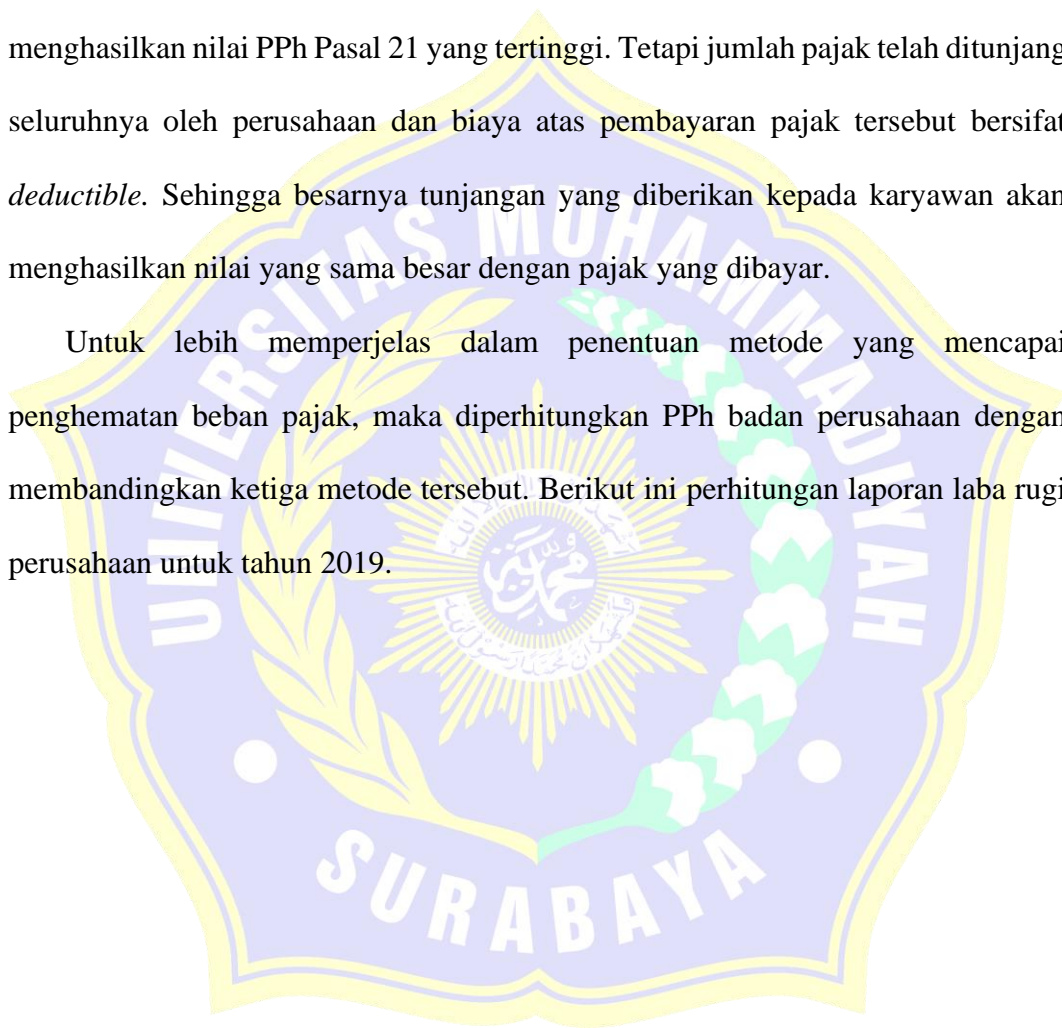 menghasilkan nilai PPh Pasal 21 yang tertinggi. Tetapi jumlah pajak telah ditunjang
seluruhnya oleh perusahaan dan biaya atas pembayaran pajak tersebut bersifat
deductible. Sehingga besarnya tunjangan yang diberikan kepada karyawan akan
menghasilkan nilai yang sama besar dengan pajak yang dibayar.
Untuk lebih memperjelas dalam penentuan metode yang mencapai
penghematan beban pajak, maka diperhitungkan PPh badan perusahaan dengan
membandingkan ketiga metode tersebut. Berikut ini perhitungan laporan laba rugi
perusahaan untuk tahun 2019.
UNIVERSITAS MUHAMMADIYAH
SURABAYA